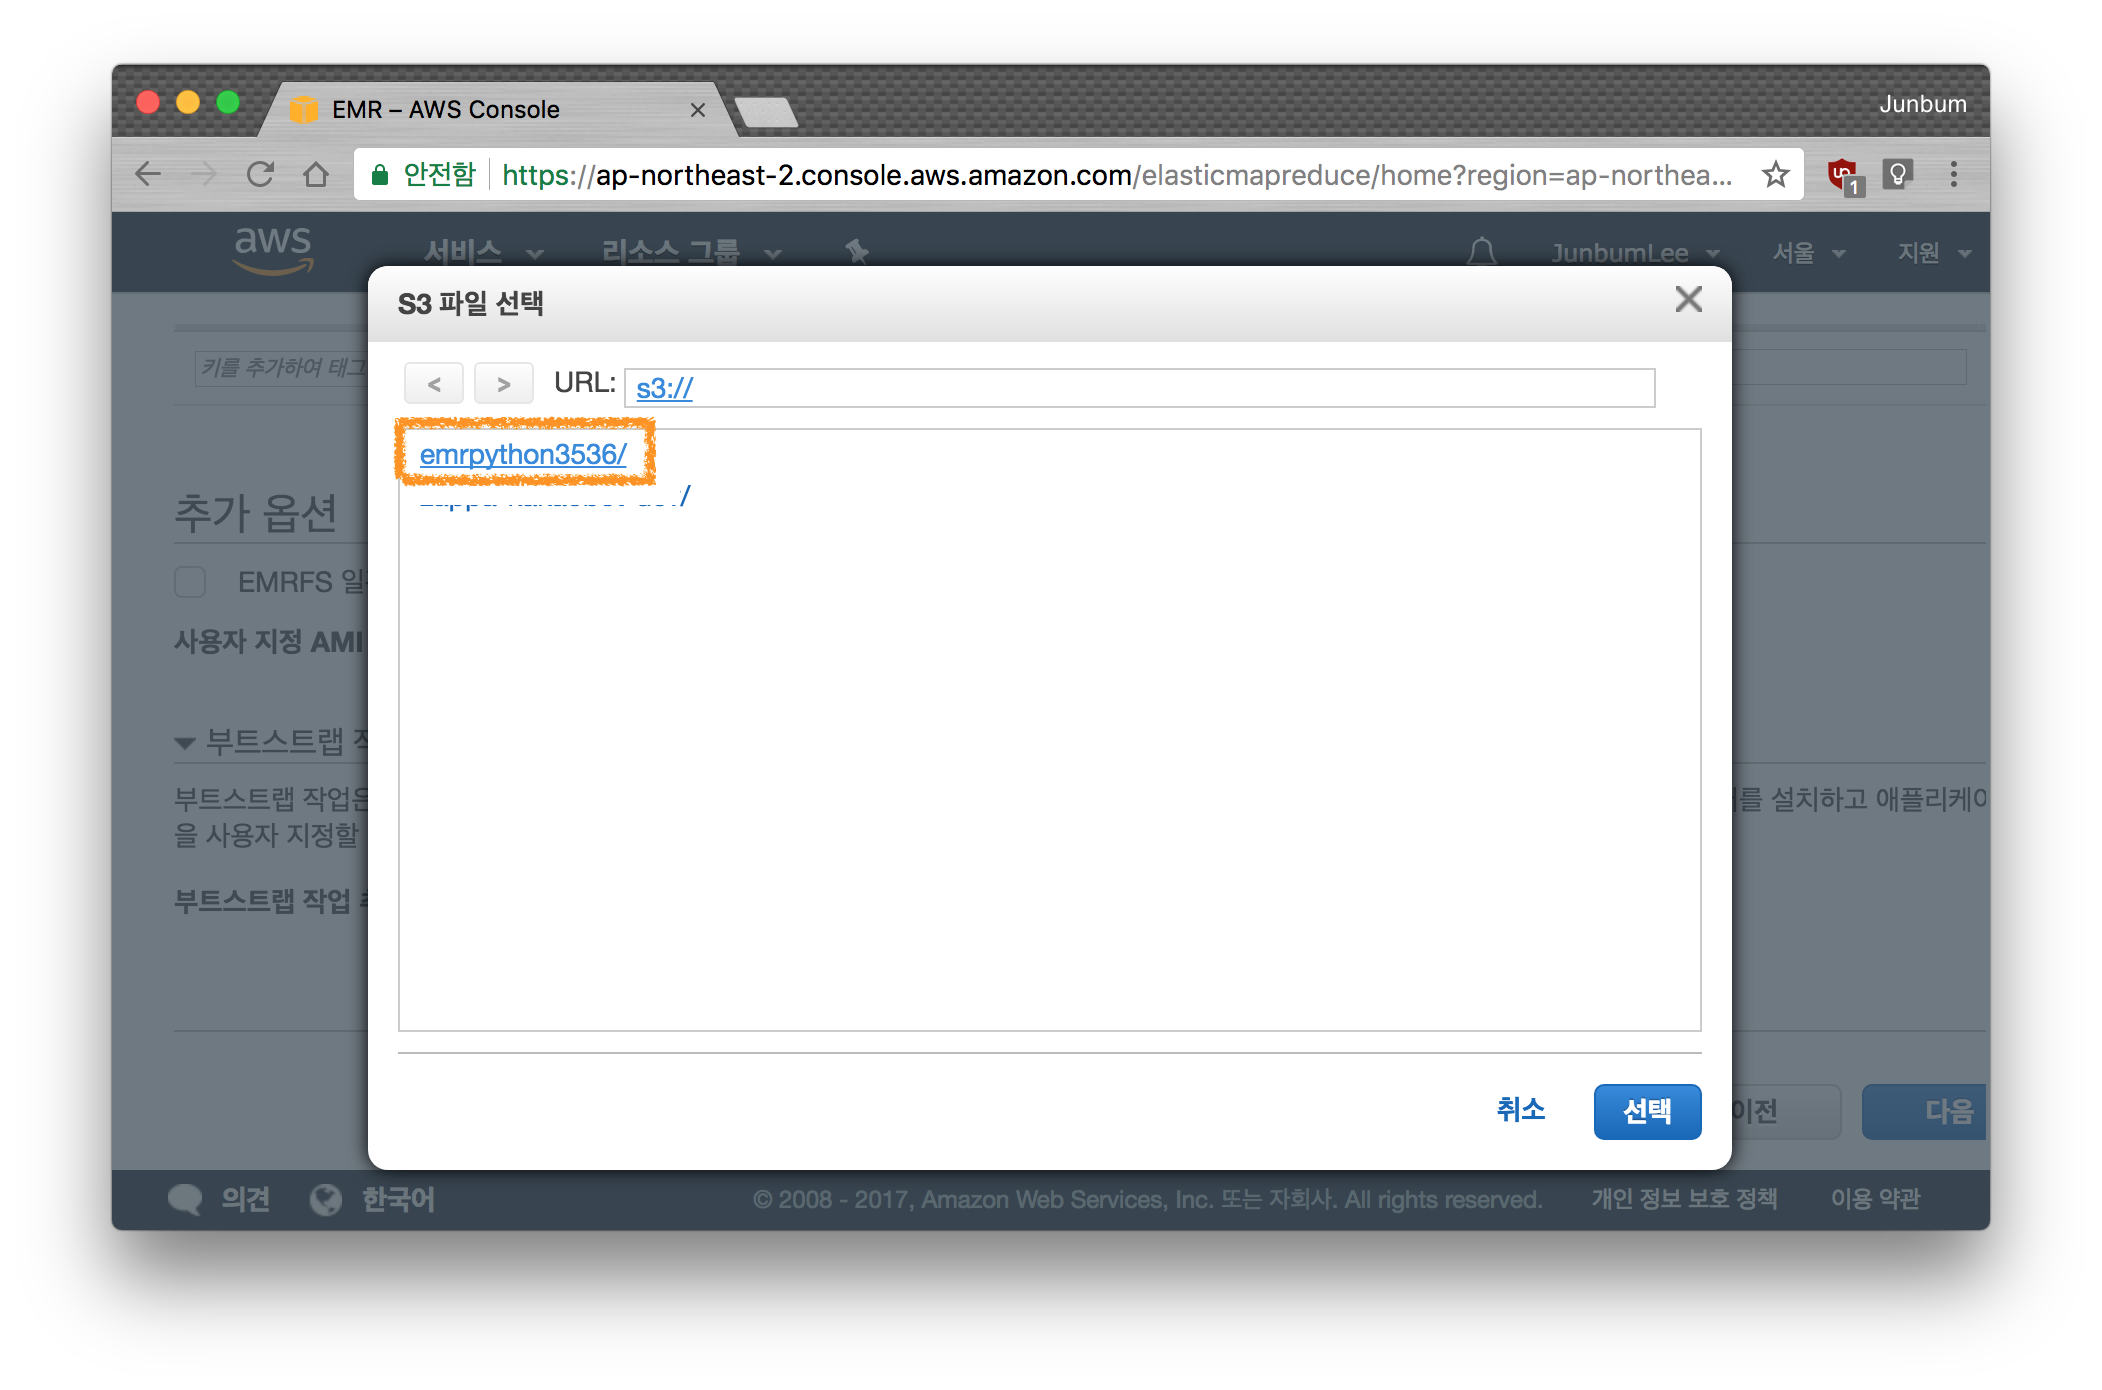 EMR – AWS Console
Junbum
안전함 https://ap-northeast-2.console.aws.amazon.com/elasticmapreduce/home?region=ap-northea...
1
aws 서비스 리소스 그룹 JunbumLee 서울 지원
S3 파일 선택
키를 추가하여 태그
< > URL: s3://
emrpython3536/
/
추가 옵션
EMRFS
사용자 지정 AMI
부트스트랩
부트스트랩 작업은
를 설치하고 애플리케이
을 사용자 지정할
부트스트랩 작업
취소 선택 이전 다음
의견 한국어 © 2008 - 2017, Amazon Web Services, Inc. 또는 자회사. All rights reserved. 개인 정보 보호 정책 이용 약관